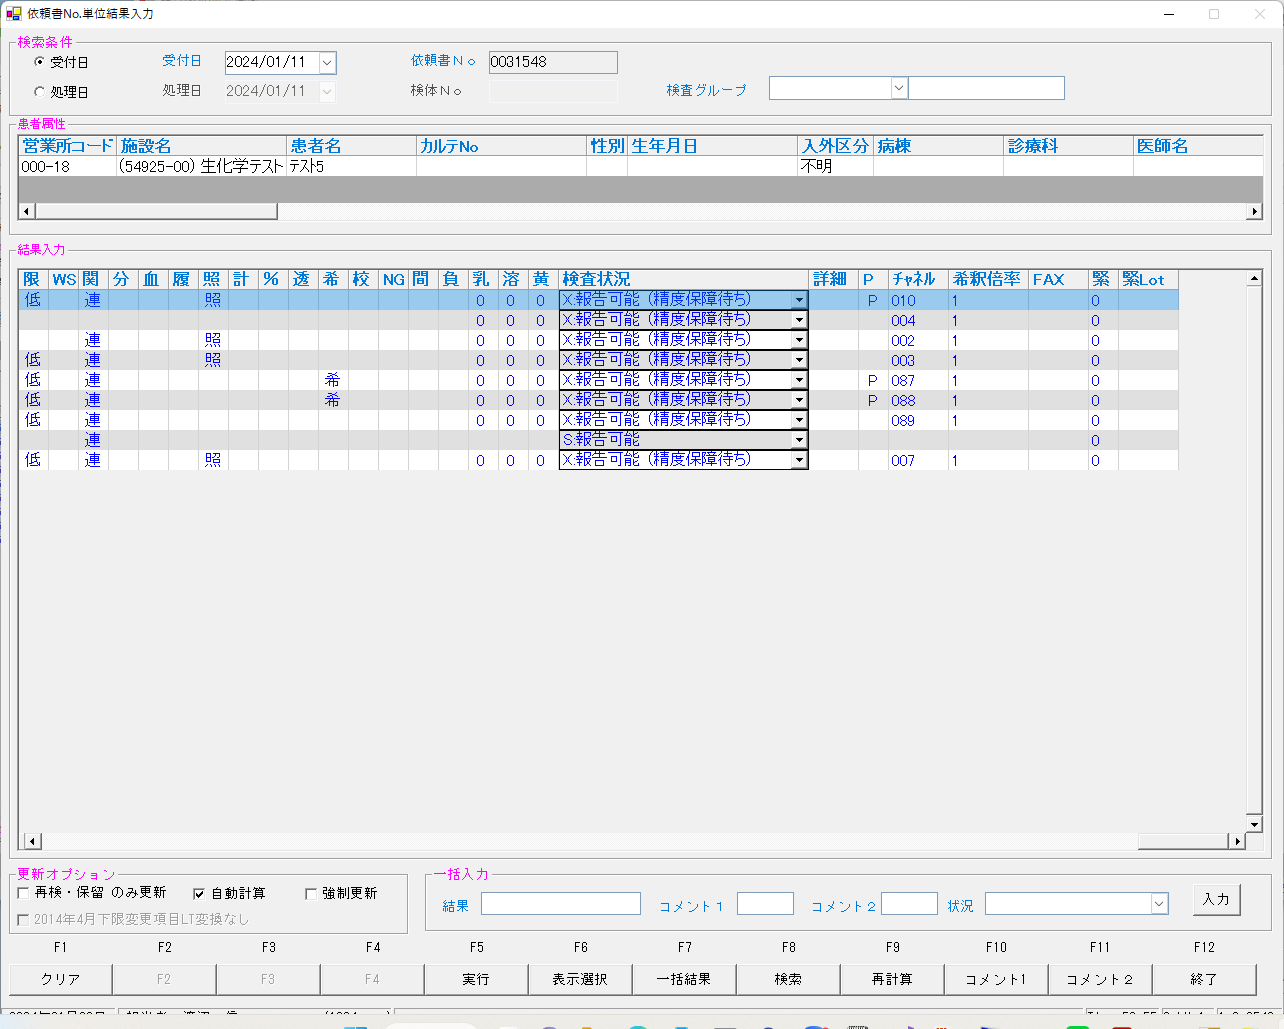 依頼書No.単位結果入力
検索条件
受付日 受付日 2024/01/11 依頼書Ｎｏ 0031548
処理日 処理日 2024/01/11 検体Ｎｏ 検査グループ
患者属性
営業所コード 施設名 患者名 カルテNo 性別 生年月日 入外区分 病棟 診療科 医師名
000-18 (54925-00) 生化学テスト テスト5 不明
結果入力
限 WS 関 分 血 履 照 計 % 透 希 校 NG 間 負 乳 溶 黄 検査状況 詳細 P チャネル 希釈倍率 FAX 緊 緊Lot
低 連 照 0 0 0 X:報告可能（精度保障待ち） P 010 1 0
0 0 0 X:報告可能（精度保障待ち） 004 1 0
連 照 0 0 0 X:報告可能（精度保障待ち） 002 1 0
低 連 照 0 0 0 X:報告可能（精度保障待ち） 003 1 0
低 連 希 0 0 0 X:報告可能（精度保障待ち） P 087 1 0
低 連 希 0 0 0 X:報告可能（精度保障待ち） P 088 1 0
低 連 0 0 0 X:報告可能（精度保障待ち） 089 1 0
連 S:報告可能 0
低 連 照 0 0 0 X:報告可能（精度保障待ち） 007 1 0
更新オプション
再検・保留 のみ更新 自動計算 強制更新
2014年4月下限変更項目LT変換なし
一括入力
結果 コメント１ コメント２ 状況 入力
F1 F2 F3 F4 F5 F6 F7 F8 F9 F10 F11 F12
クリア F2 F3 F4 実行 表示選択 一括結果 検索 再計算 コメント1 コメント２ 終了